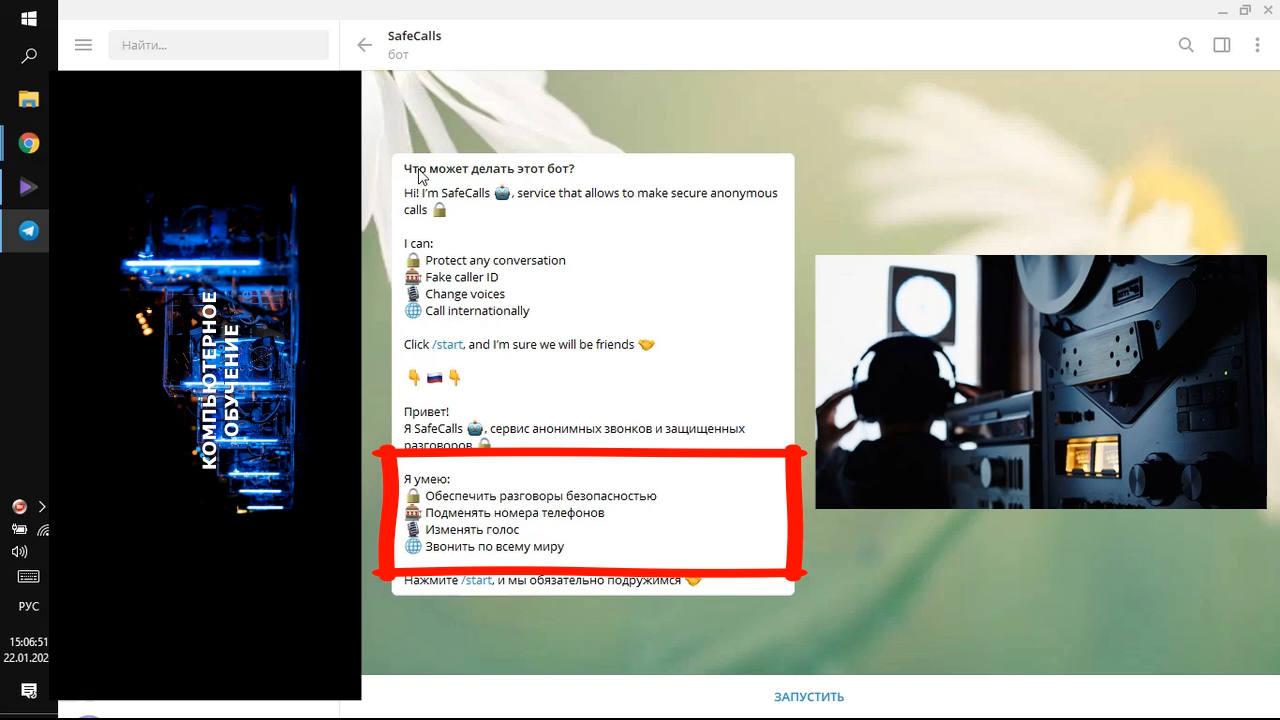 Найти...
SafeCalls
бот
КОМПЬЮТЕРНОЕ
ОБУЧЕНИЕ
Что может делать этот бот?
Hi! I'm SafeCalls 🤖, service that allows to make secure anonymous
calls 🔒
I can:
🔒 Protect any conversation
🏛 Fake caller ID
🎙 Change voices
🌐 Call internationally
Click /start, and I'm sure we will be friends 🤝
👇 🇷🇺 👇
Привет!
Я SafeCalls 🤖, сервис анонимных звонков и защищенных
разговоров 🔒
Я умею:
🔒 Обеспечить разговоры безопасностью
🏛 Подменять номера телефонов
🎙 Изменять голос
🌐 Звонить по всему миру
Нажмите /start, и мы обязательно подружимся 🤝
ЗАПУСТИТЬ
РУС
15:06:51
22.01.202